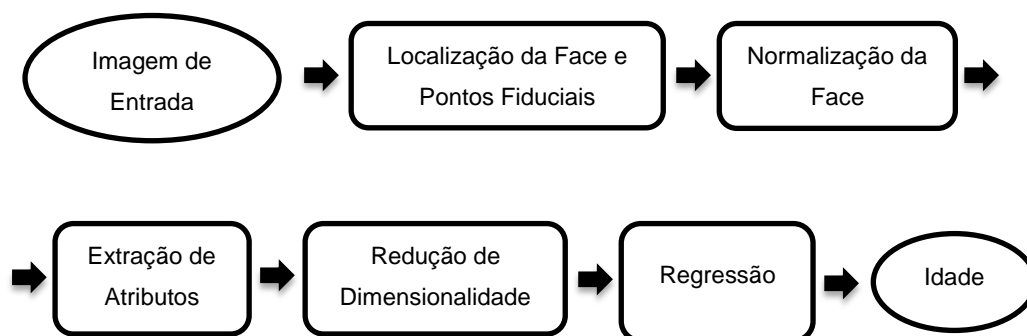 Imagem de
Entrada
Localização da Face e
Pontos Fiduciais
Normalização da
Face
Extração de
Atributos
Redução de
Dimensionalidade
Regressão
Idade